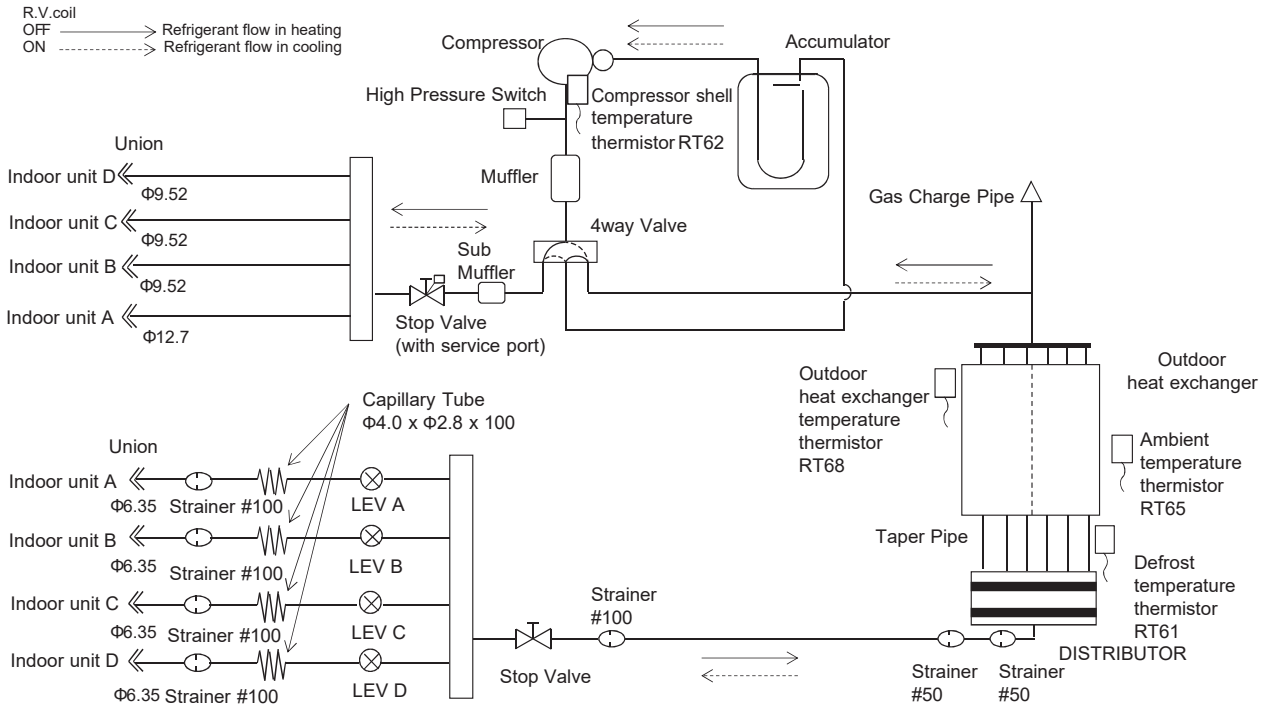 R.V.coil
OFF
Refrigerant flow in heating
ON
Refrigerant flow in cooling
Compressor
Accumulator
High Pressure Switch
Compressor shell
temperature
thermistor RT62
Union
Muffler
Indoor unit D
Φ9.52
Gas Charge Pipe
Indoor unit C
Φ9.52
4way Valve
Indoor unit B
Φ9.52
Sub
Muffler
Indoor unit A
Φ12.7
Stop Valve
(with service port)
Outdoor
heat exchanger
Outdoor
heat exchanger
temperature
thermistor
RT68
Capillary Tube
Φ4.0 x Φ2.8 x 100
Ambient
temperature
thermistor
RT65
Union
Indoor unit A
Φ6.35
Strainer #100
LEV A
Indoor unit B
Φ6.35
Strainer #100
LEV B
Taper Pipe
Defrost
temperature
thermistor
RT61
Indoor unit C
Φ6.35
Strainer #100
LEV C
Strainer
#100
DISTRIBUTOR
Indoor unit D
Φ6.35
Strainer #100
LEV D
Stop Valve
Strainer
#50
Strainer
#50